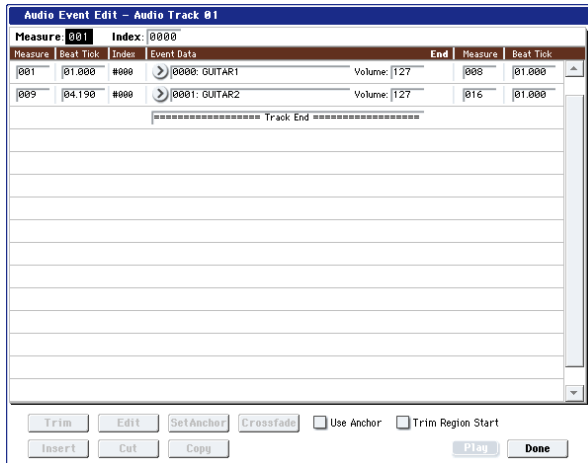 Audio Event Edit - Audio Track 01
Measure: 001 Index: 0000
Measure Beat Tick Index Event Data End Measure Beat Tick
001 01.000 #000 0000: GUITAR1 Volume: 127 008 01.000
009 04.190 #000 0001: GUITAR2 Volume: 127 016 01.000
================== Track End ==================
Trim Edit SetAnchor Crossfade Use Anchor Trim Region Start
Insert Cut Copy Play Done